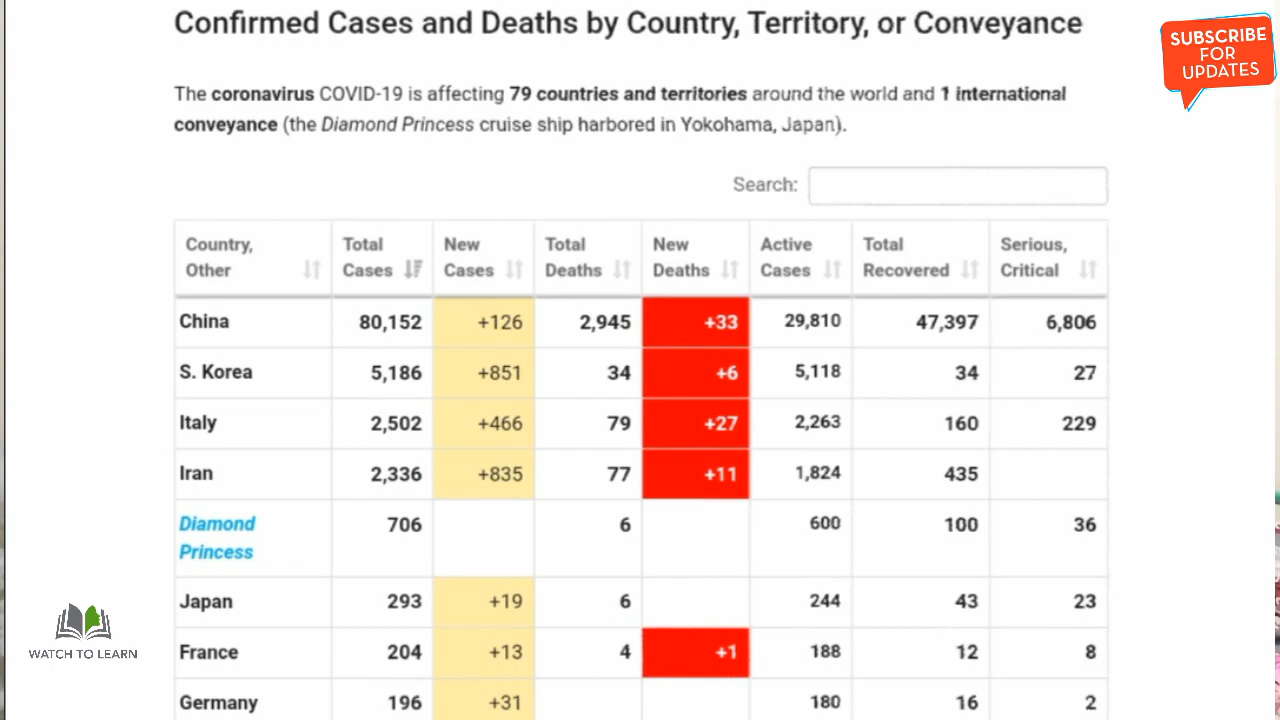 Confirmed Cases and Deaths by Country, Territory, or Conveyance
SUBSCRIBE
FOR
UPDATES
The coronavirus COVID-19 is affecting 79 countries and territories around the world and 1 international
conveyance (the Diamond Princess cruise ship harbored in Yokohama, Japan).
Search:
Country, Other Total Cases New Cases Total Deaths New Deaths Active Cases Total Recovered Serious, Critical
China 80,152 +126 2,945 +33 29,810 47,397 6,806
S. Korea 5,186 +851 34 +6 5,118 34 27
Italy 2,502 +466 79 +27 2,263 160 229
Iran 2,336 +835 77 +11 1,824 435
Diamond Princess 706 6 600 100 36
Japan 293 +19 6 244 43 23
France 204 +13 4 +1 188 12 8
Germany 196 +31 180 16 2
WATCH TO LEARN